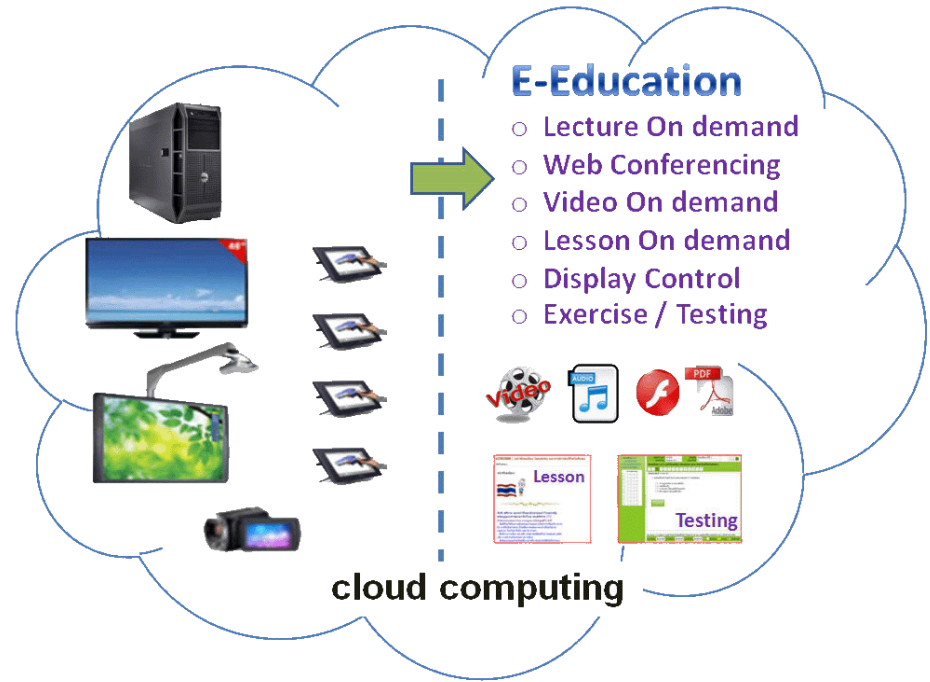 E-Education
Lecture On demand
Web Conferencing
Video On demand
Lesson On demand
Display Control
Exercise / Testing
48"
Video
AUDIO
PDF
Adobe
Lesson
Testing
cloud computing